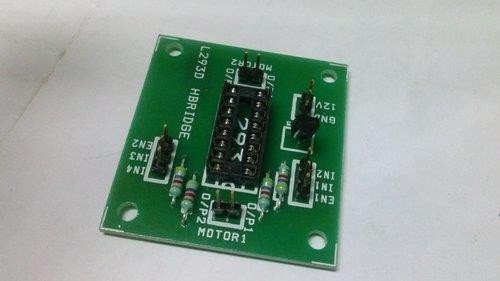 L293D HBRIDGE
MOTOR2
O/P
12V
GND
EN2
IN3
IN4
IN2
IN1
EN1
O/P2
O/P1
MOTOR1